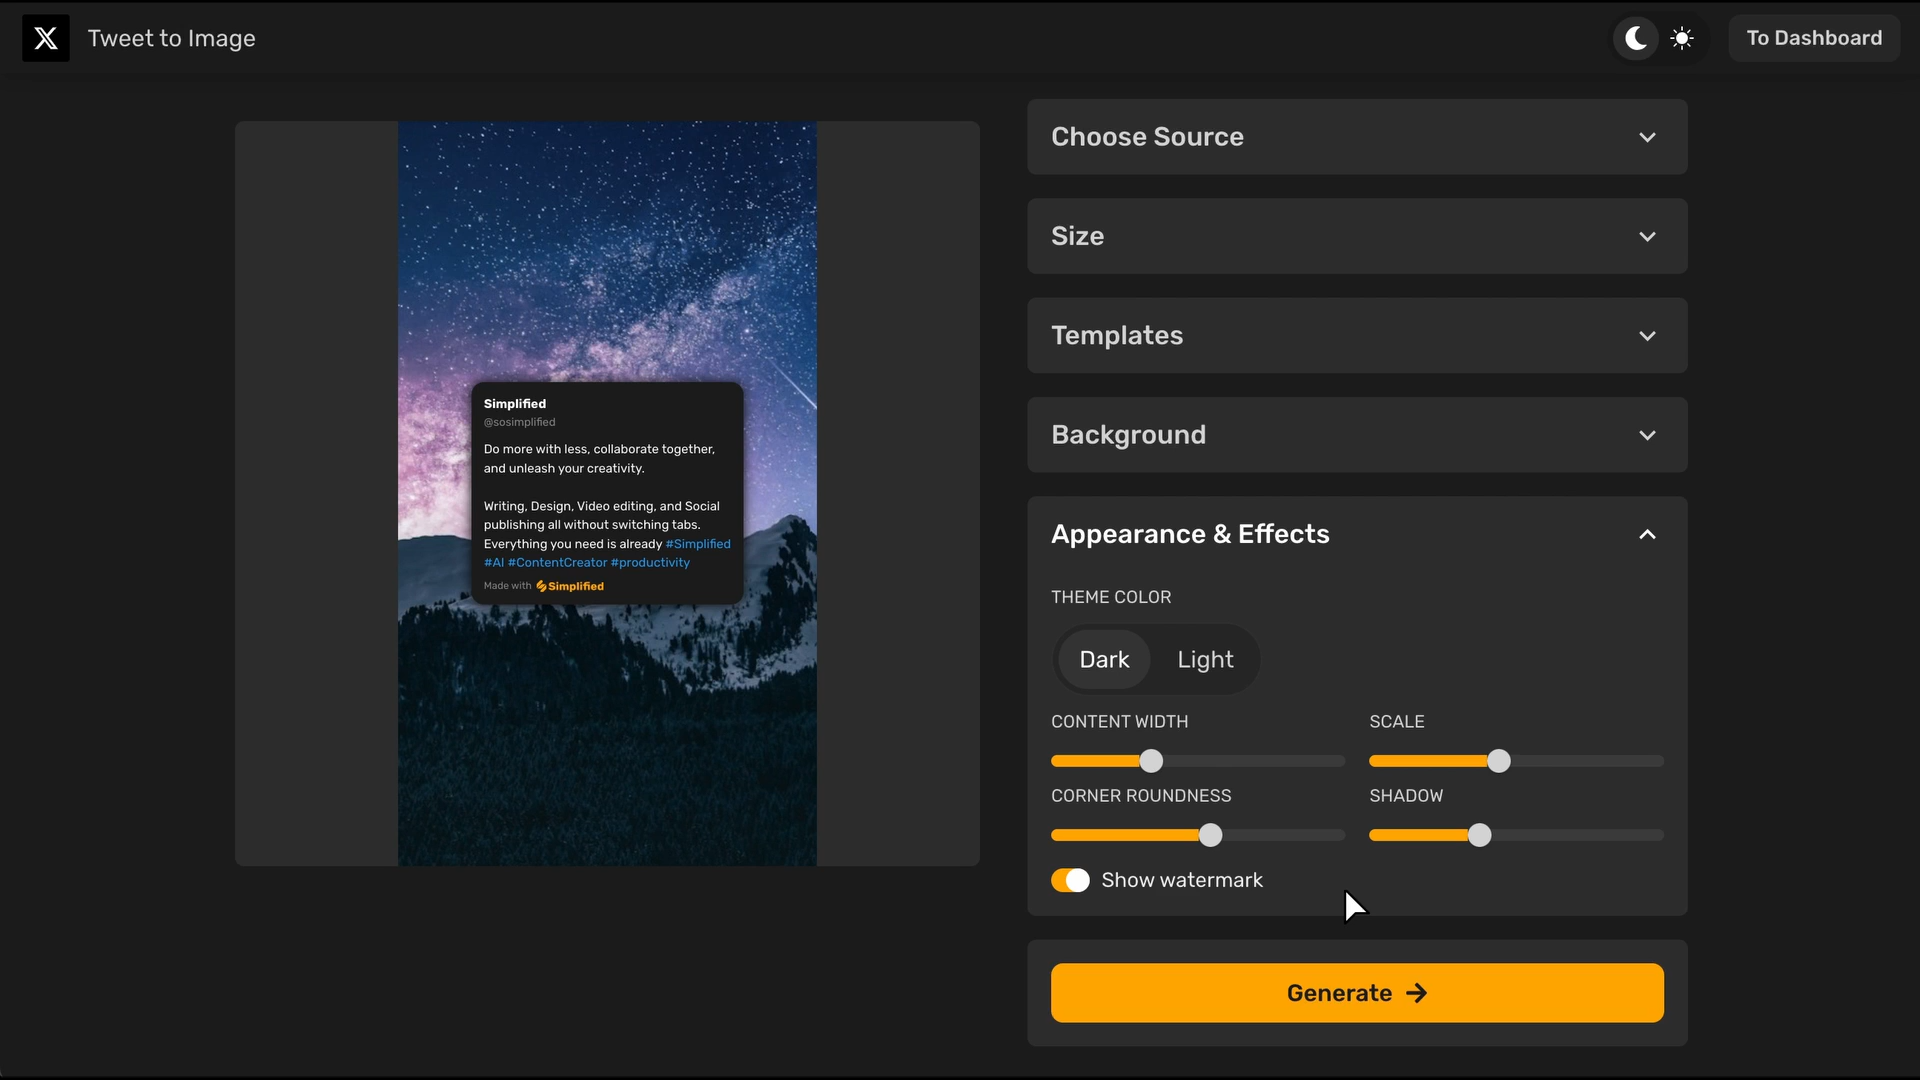 Tweet to Image
To Dashboard
Simplified
@sosimplified
Do more with less, collaborate together,
and unleash your creativity.
Writing, Design, Video editing, and Social
publishing all without switching tabs.
Everything you need is already #Simplified
#AI #ContentCreator #productivity
Made with Simplified
Choose Source
Size
Templates
Background
Appearance & Effects
THEME COLOR
Dark Light
CONTENT WIDTH
SCALE
CORNER ROUNDNESS
SHADOW
Show watermark
Generate →